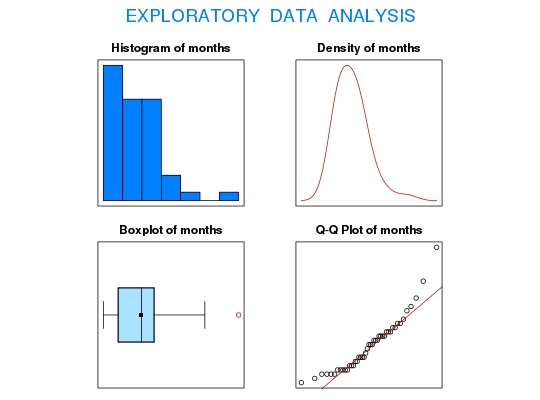 EXPLORATORY DATA ANALYSIS
Histogram of months
Density of months
Boxplot of months
Q-Q Plot of months